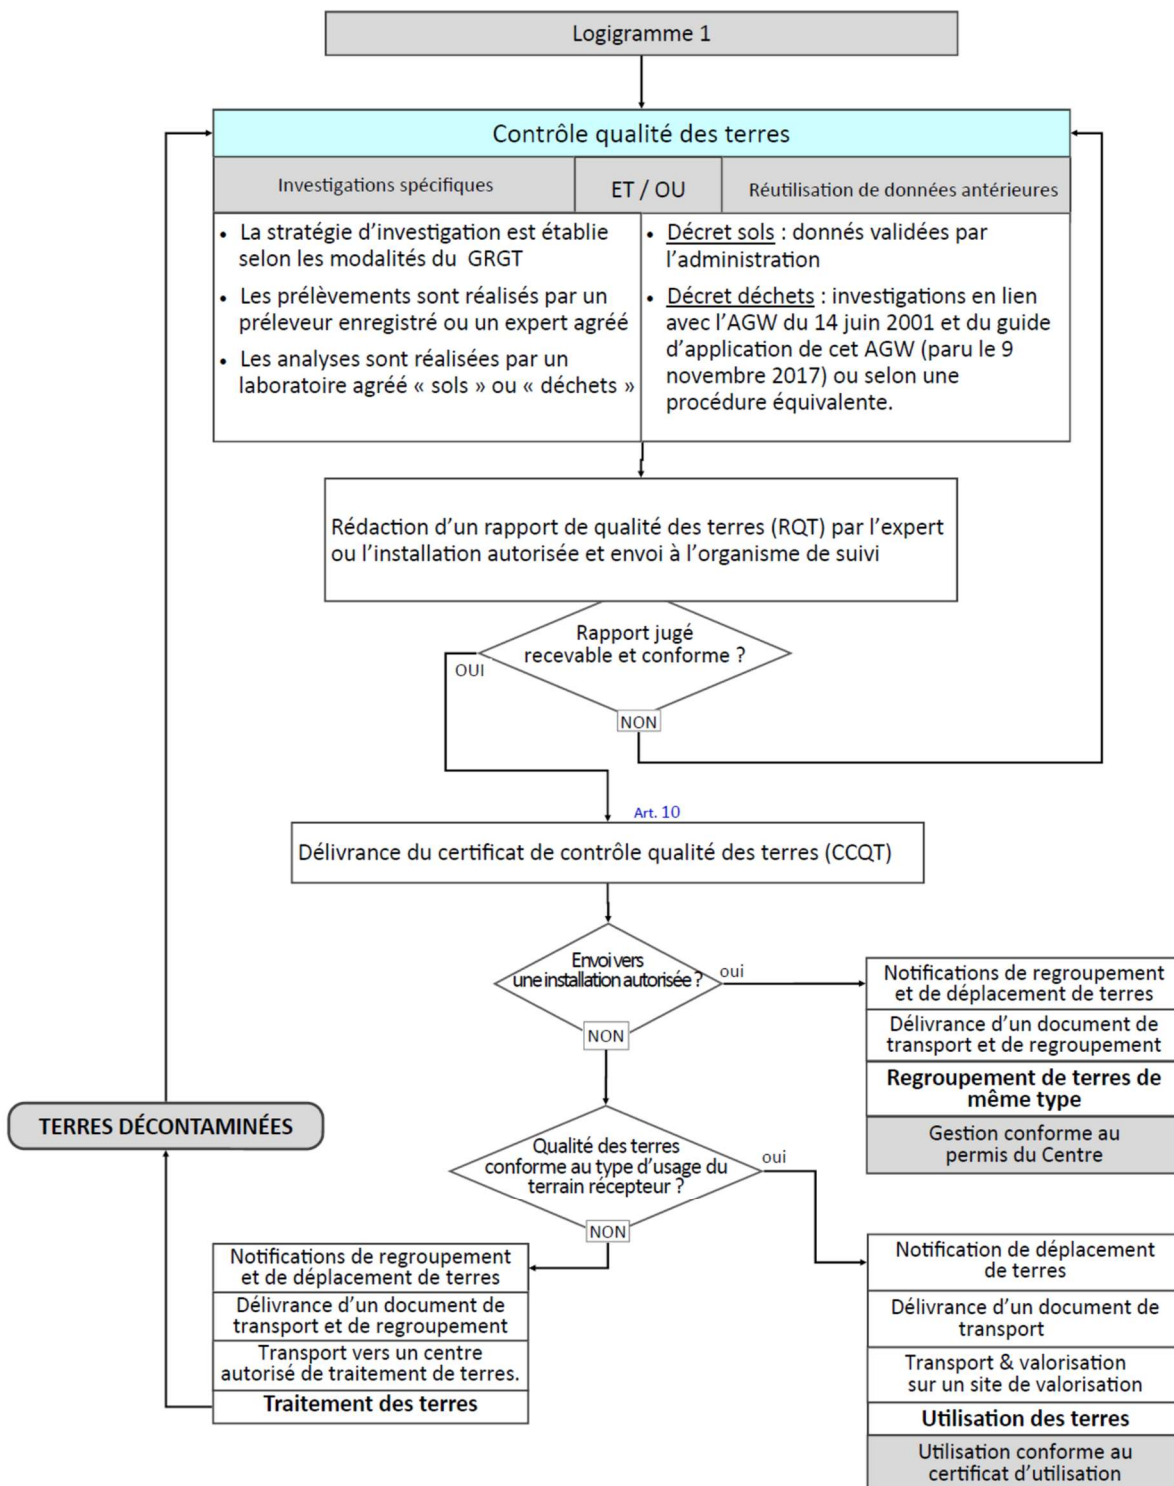 Logigramme 1
Contrôle qualité des terres
Investigations spécifiques
ET / OU
Réutilisation de données antérieures
• La stratégie d’investigation est établie
selon les modalités du GRGT
• Les prélèvements sont réalisés par un
préleveur enregistré ou un expert agréé
• Les analyses sont réalisées par un
laboratoire agréé « sols » ou « déchets »
• Décret sols : donnés validées par
l’administration
• Décret déchets : investigations en lien
avec l’AGW du 14 juin 2001 et du guide
d’application de cet AGW (paru le 9
novembre 2017) ou selon une
procédure équivalente.
Rédaction d’un rapport de qualité des terres (RQT) par l’expert
ou l’installation autorisée et envoi à l’organisme de suivi
Rapport jugé
recevable et conforme ?
OUI
NON
Art. 10
Délivrance du certificat de contrôle qualité des terres (CCQT)
Envoi vers
une installation autorisée ?
oui
NON
Notifications de regroupement
et de déplacement de terres
Délivrance d’un document de
transport et de regroupement
Regroupement de terres de
même type
Gestion conforme au
permis du Centre
TERRES DÉCONTAMINÉES
Qualité des terres
conforme au type d’usage du
terrain récepteur ?
oui
NON
Notifications de regroupement
et de déplacement de terres
Délivrance d’un document de
transport et de regroupement
Transport vers un centre
autorisé de traitement de terres.
Traitement des terres
Notification de déplacement
de terres
Délivrance d’un document de
transport
Transport & valorisation
sur un site de valorisation
Utilisation des terres
Utilisation conforme au
certificat d’utilisation